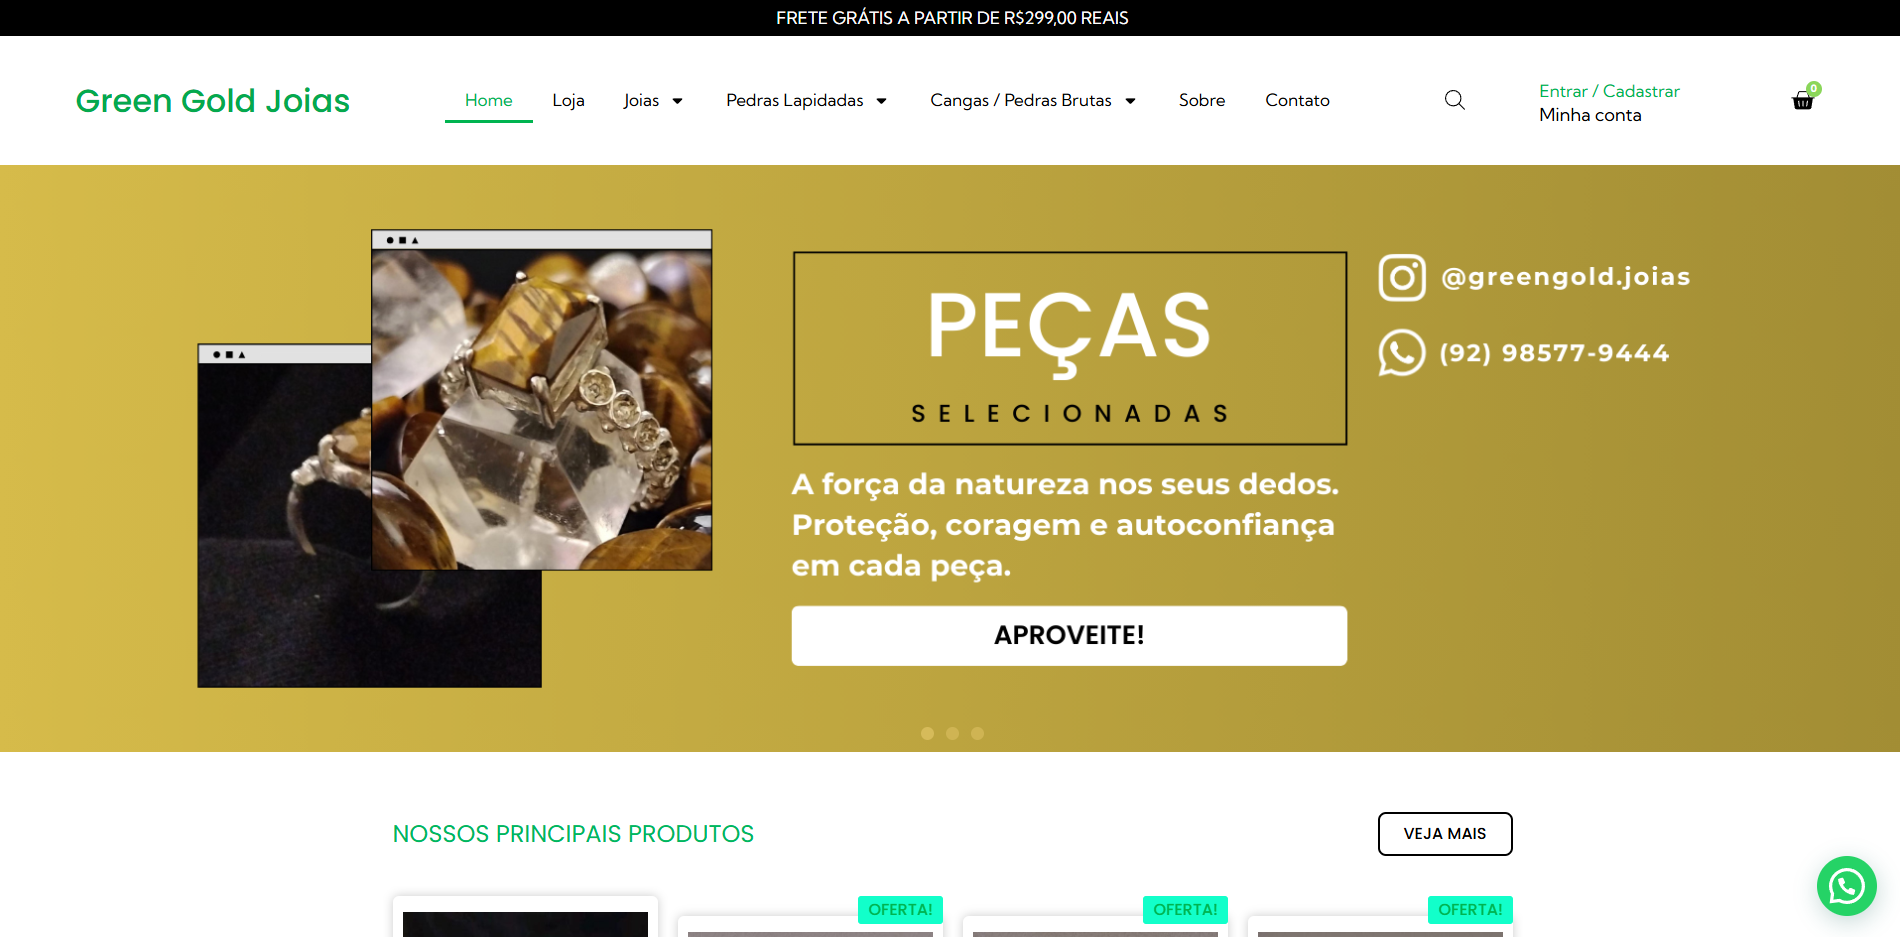 FRETE GRÁTIS A PARTIR DE R$299,00 REAIS
Green Gold Joias
Home
Loja
Joias
Pedras Lapidadas
Cangas / Pedras Brutas
Sobre
Contato
Entrar / Cadastrar
Minha conta
0
PEÇAS
SELECIONADAS
@greengold.joias
(92) 98577-9444
A força da natureza nos seus dedos.
Proteção, coragem e autoconfiança
em cada peça.
APROVEITE!
NOSSOS PRINCIPAIS PRODUTOS
VEJA MAIS
OFERTA!
OFERTA!
OFERTA!